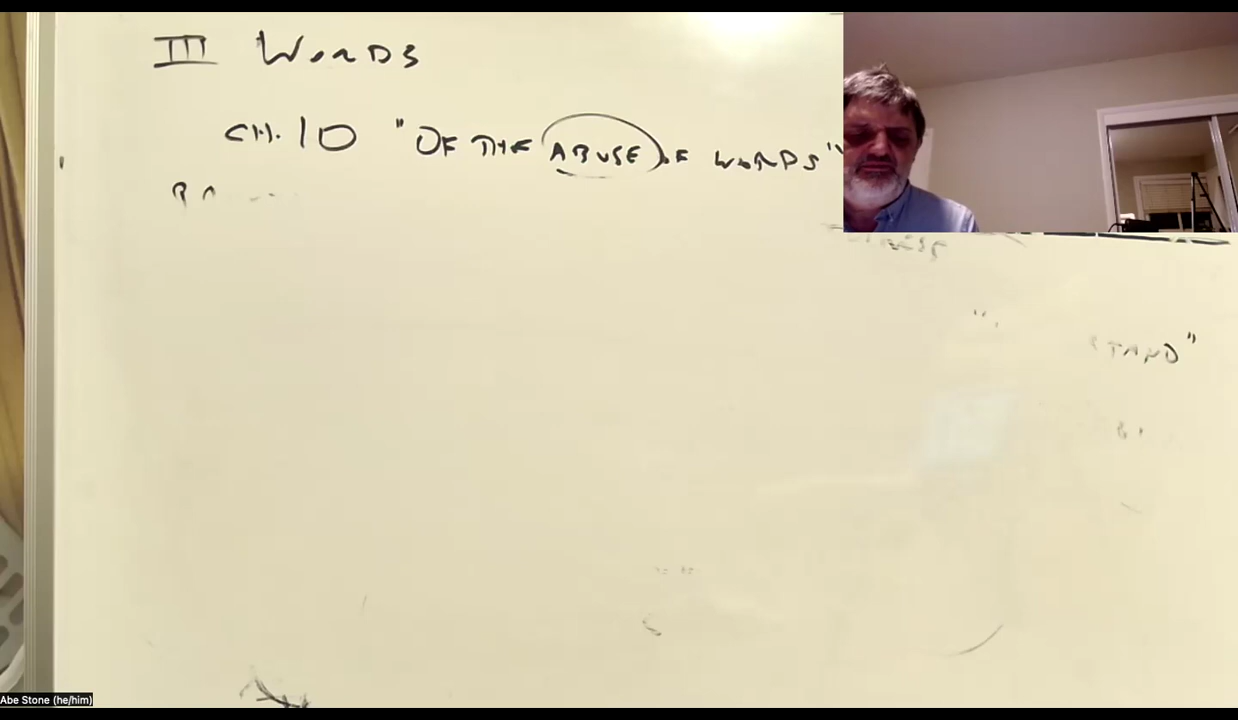 III WORDS
CH. 10 "OF THE ABUSE OF WORDS"
STAND"
Abe Stone (he/him)